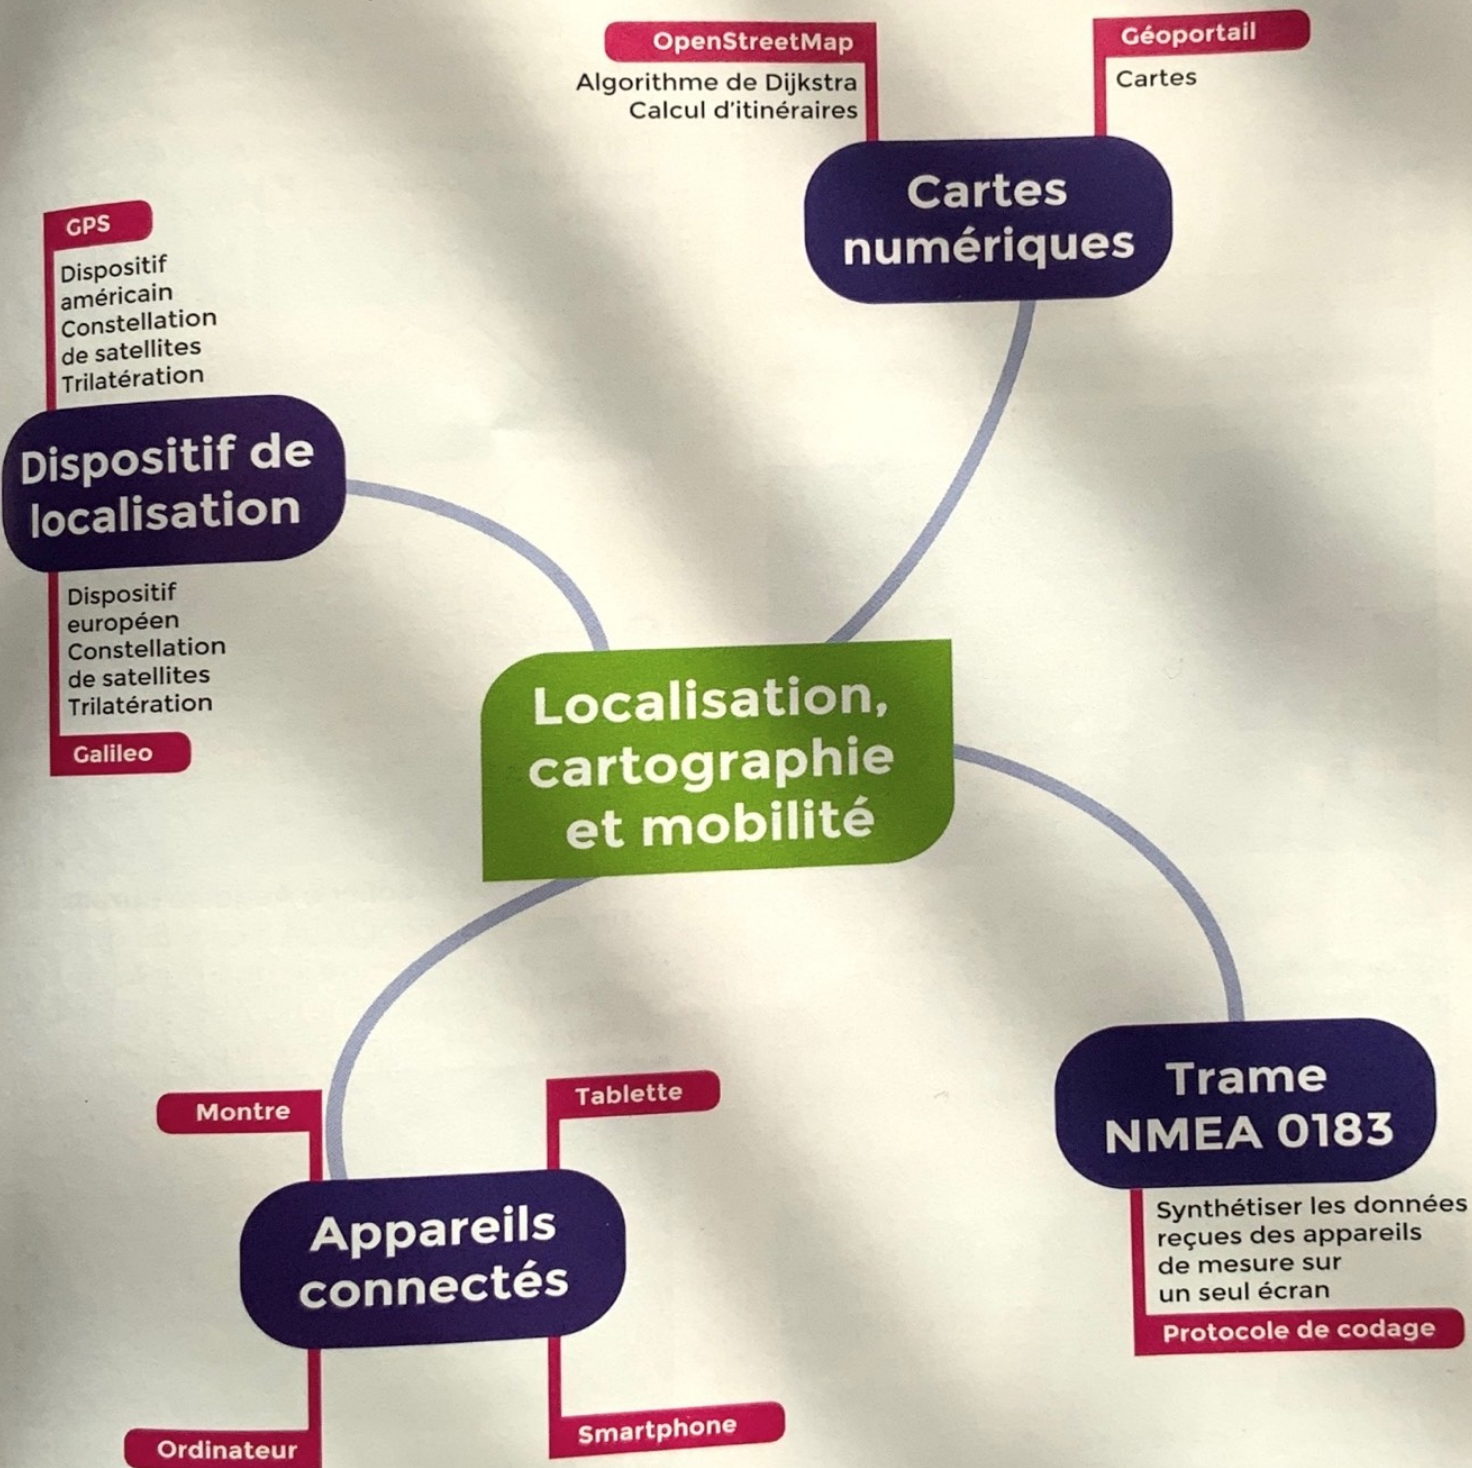 OpenStreetMap
Algorithme de Dijkstra
Calcul d'itinéraires
Géoportail
Cartes
Cartes
numériques
GPS
Dispositif
américain
Constellation
de satellites
Trilatération
Dispositif de
localisation
Dispositif
européen
Constellation
de satellites
Trilatération
Galileo
Localisation,
cartographie
et mobilité
Trame
NMEA 0183
Synthétiser les données
reçues des appareils
de mesure sur
un seul écran
Protocole de codage
Montre
Tablette
Appareils
connectés
Ordinateur
Smartphone